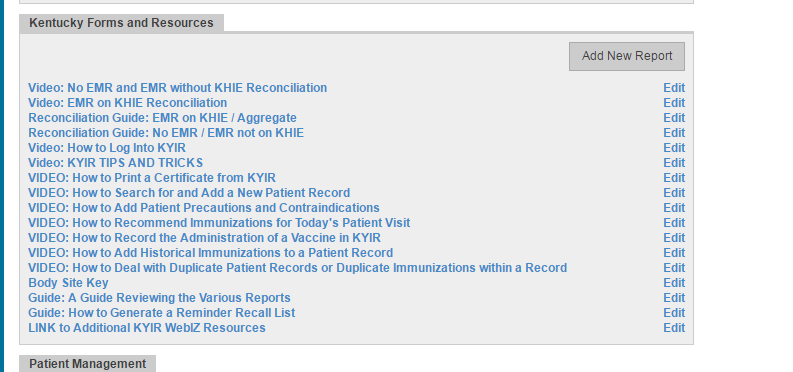 Kentucky Forms and Resources
Add New Report
Video: No EMR and EMR without KHIE Reconciliation Edit
Video: EMR on KHIE Reconciliation Edit
Reconciliation Guide: EMR on KHIE / Aggregate Edit
Reconciliation Guide: No EMR / EMR not on KHIE Edit
Video: How to Log Into KYIR Edit
Video: KYIR TIPS AND TRICKS Edit
VIDEO: How to Print a Certificate from KYIR Edit
VIDEO: How to Search for and Add a New Patient Record Edit
VIDEO: How to Add Patient Precautions and Contraindications Edit
VIDEO: How to Recommend Immunizations for Today's Patient Visit Edit
VIDEO: How to Record the Administration of a Vaccine in KYIR Edit
VIDEO: How to Add Historical Immunizations to a Patient Record Edit
VIDEO: How to Deal with Duplicate Patient Records or Duplicate Immunizations within a Record Edit
Body Site Key Edit
Guide: A Guide Reviewing the Various Reports Edit
Guide: How to Generate a Reminder Recall List Edit
LINK to Additional KYIR WebIZ Resources Edit
Patient Management